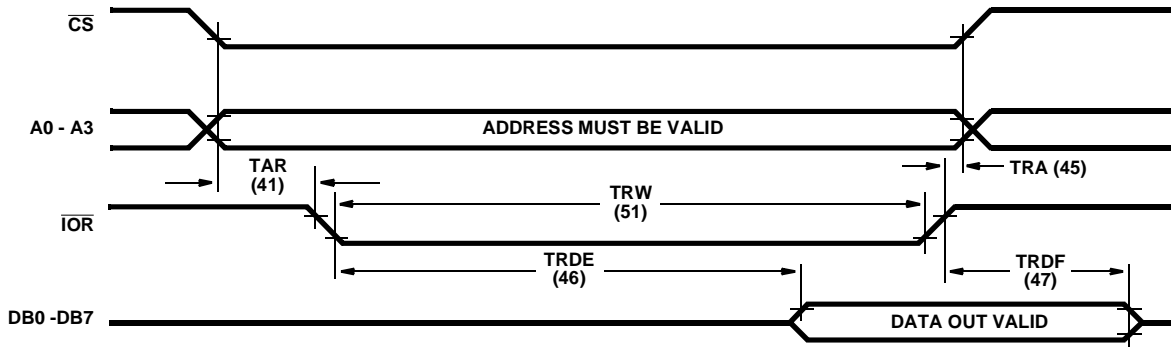 CS
A0 - A3
ADDRESS MUST BE VALID
TAR
(41)
TRA (45)
TRW
(51)
IOR
TRDE
(46)
TRDF
(47)
DB0 -DB7
DATA OUT VALID